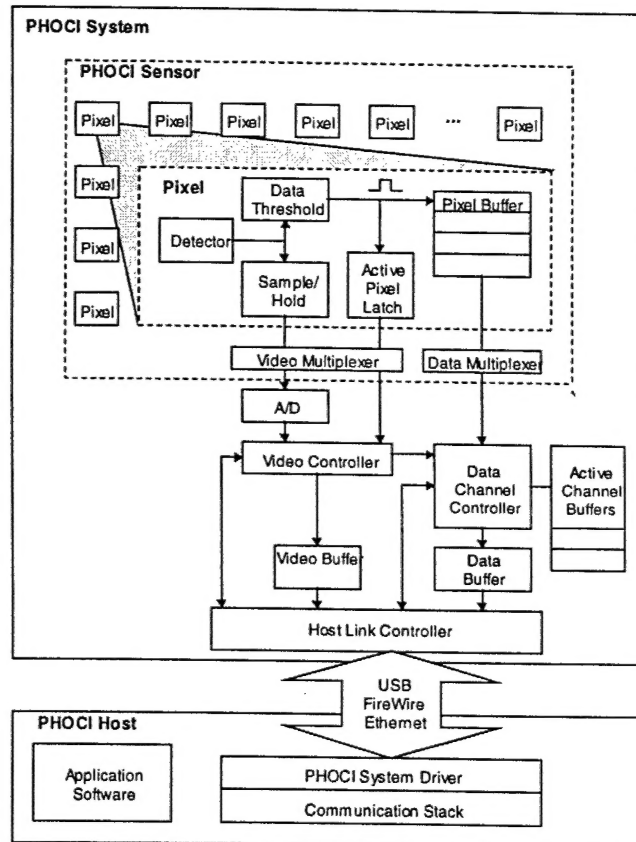 PHOCI System
PHOCI Sensor
Pixel Pixel Pixel Pixel Pixel ... Pixel
Pixel
Pixel
Pixel
Pixel
Data
Threshold
Pixel Buffer
Detector
Sample/
Hold
Active
Pixel
Latch
Video Multiplexer
Data Multiplexer
A/D
Video Controller
Data
Channel
Controller
Active
Channel
Buffers
Video Buffer
Data
Buffer
Host Link Controller
USB
FireWire
Ethernet
PHOCI Host
Application
Software
PHOCI System Driver
Communication Stack